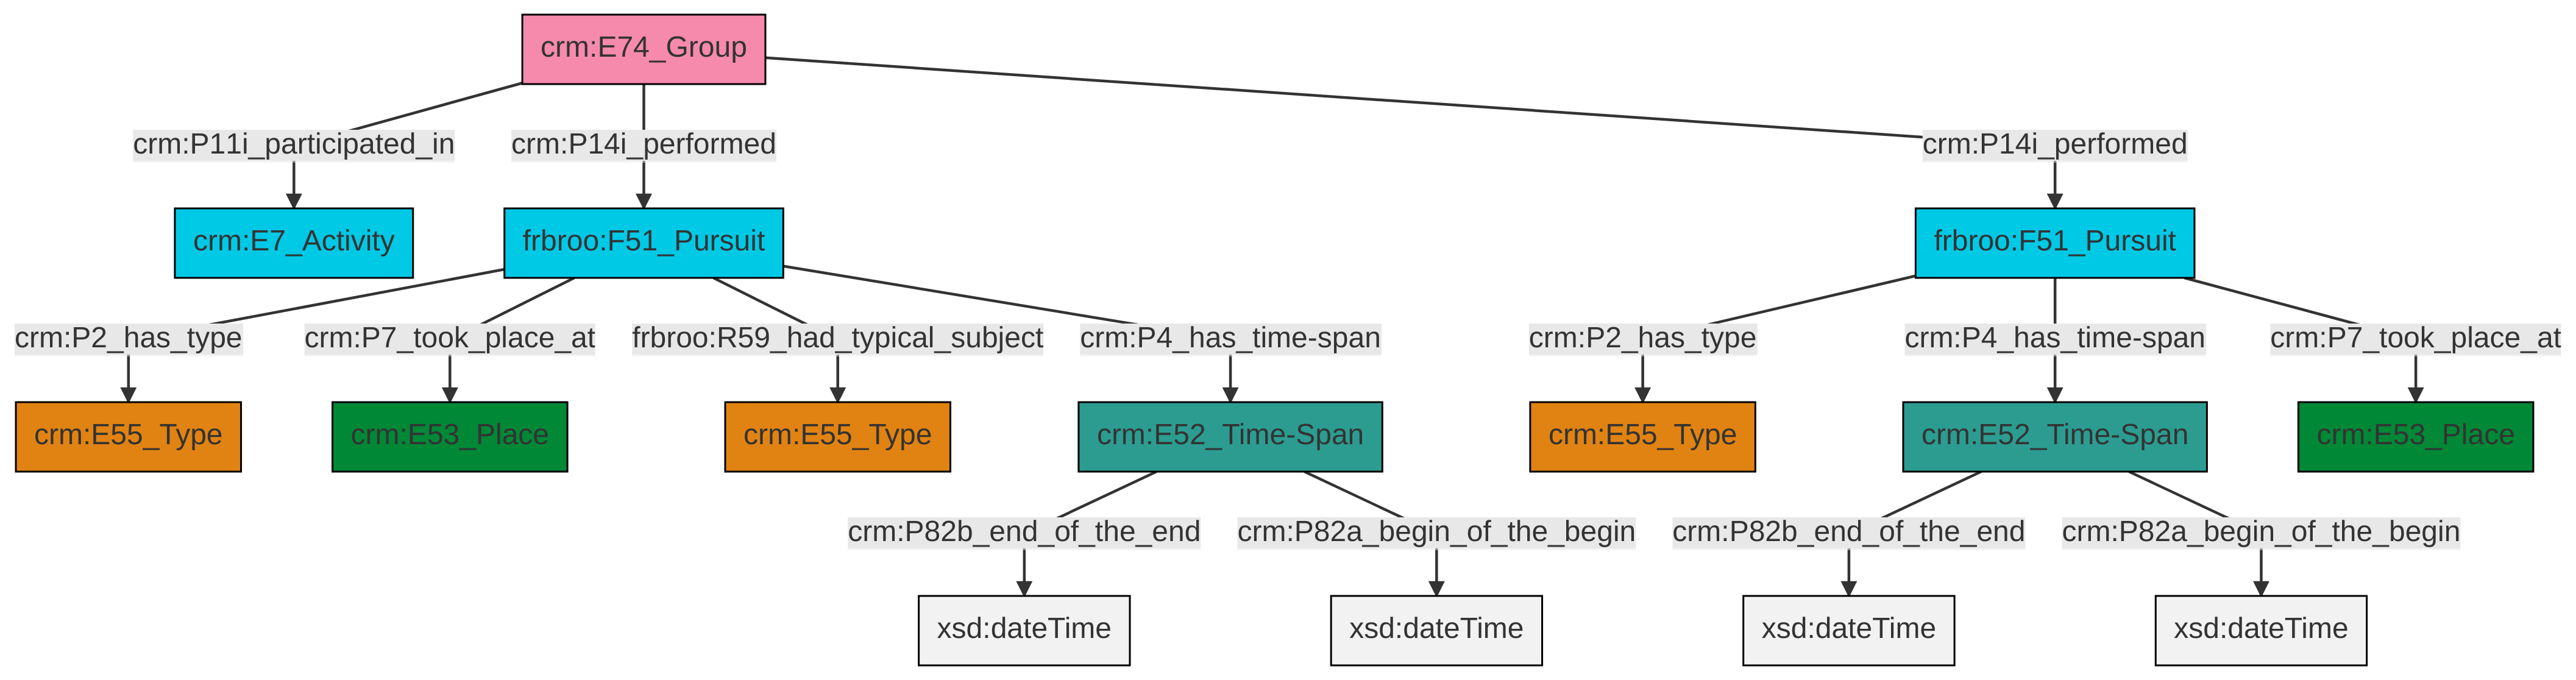 crm:E74_Group
crm:P11i_participated_in
crm:P14i_performed
crm:P14i_performed
crm:E7_Activity
frbroo:F51_Pursuit
frbroo:F51_Pursuit
crm:P2_has_type
crm:P7_took_place_at
frbroo:R59_had_typical_subject
crm:P4_has_time-span
crm:P2_has_type
crm:P4_has_time-span
crm:P7_took_place_at
crm:E55_Type
crm:E53_Place
crm:E55_Type
crm:E52_Time-Span
crm:E55_Type
crm:E52_Time-Span
crm:E53_Place
crm:P82b_end_of_the_end
crm:P82a_begin_of_the_begin
crm:P82b_end_of_the_end
crm:P82a_begin_of_the_begin
xsd:dateTime
xsd:dateTime
xsd:dateTime
xsd:dateTime